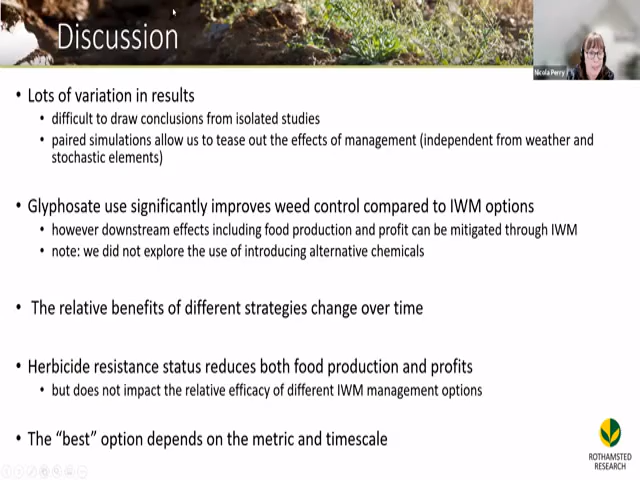 Discussion
Nicola Perry
• Lots of variation in results
• difficult to draw conclusions from isolated studies
• paired simulations allow us to tease out the effects of management (independent from weather and
stochastic elements)
• Glyphosate use significantly improves weed control compared to IWM options
• however downstream effects including food production and profit can be mitigated through IWM
• note: we did not explore the use of introducing alternative chemicals
• The relative benefits of different strategies change over time
• Herbicide resistance status reduces both food production and profits
• but does not impact the relative efficacy of different IWM management options
• The “best” option depends on the metric and timescale
ROTHAMSTED
RESEARCH